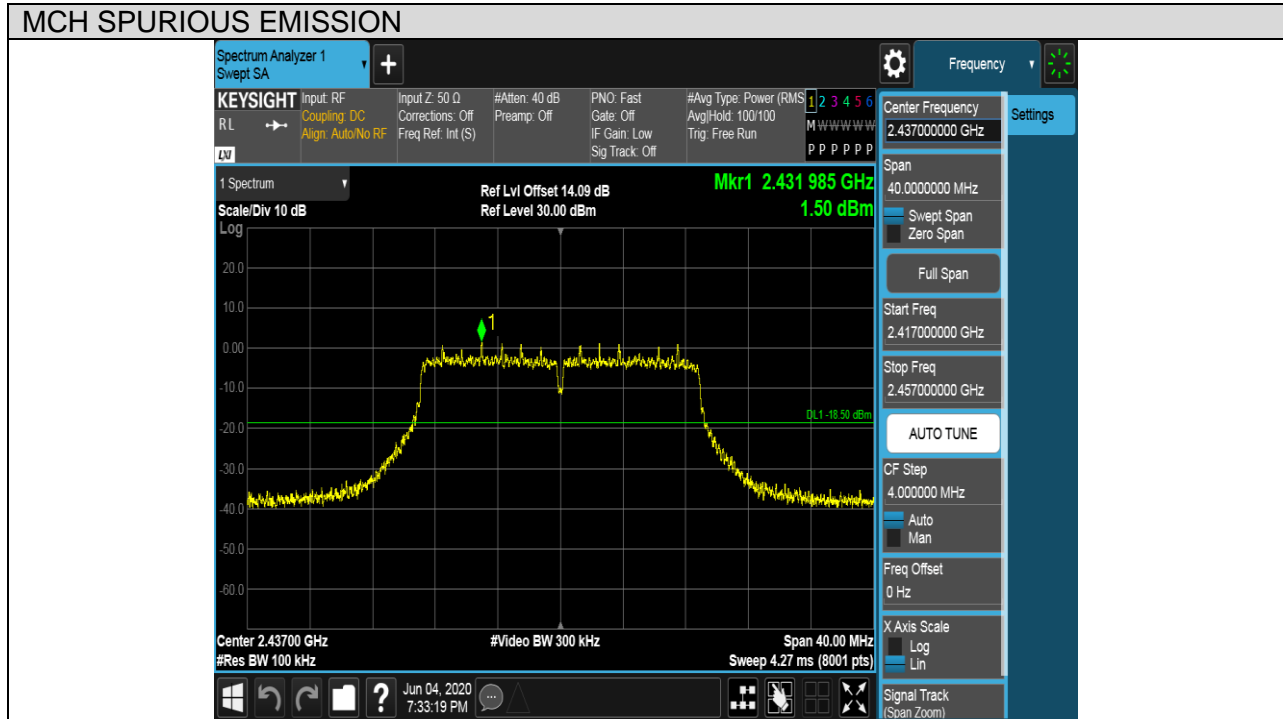 MCH SPURIOUS EMISSION
Spectrum Analyzer 1
Swept SA
+
Frequency
KEYSIGHT
RL
LXI
Input: RF
Coupling: DC
Align: Auto/No RF
Input Z: 50 Ω
Corrections: Off
Freq Ref: Int (S)
#Atten: 40 dB
Preamp: Off
PNO: Fast
Gate: Off
IF Gain: Low
Sig Track: Off
#Avg Type: Power (RMS
Avg|Hold: 100/100
Trig: Free Run
1 2 3 4 5 6
M W W W W W
P P P P P P
1 Spectrum
Scale/Div 10 dB
Log
Ref Lvl Offset 14.09 dB
Ref Level 30.00 dBm
Mkr1 2.431 985 GHz
1.50 dBm
20.0
10.0
0.00
-10.0
-20.0
-30.0
-40.0
-50.0
-60.0
1
DL1 -18.50 dBm
Center 2.43700 GHz
#Res BW 100 kHz
#Video BW 300 kHz
Span 40.00 MHz
Sweep 4.27 ms (8001 pts)
?
Jun 04, 2020
7:33:19 PM
Center Frequency
2.437000000 GHz
Settings
Span
40.0000000 MHz
Swept Span
Zero Span
Full Span
Start Freq
2.417000000 GHz
Stop Freq
2.457000000 GHz
AUTO TUNE
CF Step
4.000000 MHz
Auto
Man
Freq Offset
0 Hz
X Axis Scale
Log
Lin
Signal Track
(Span Zoom)